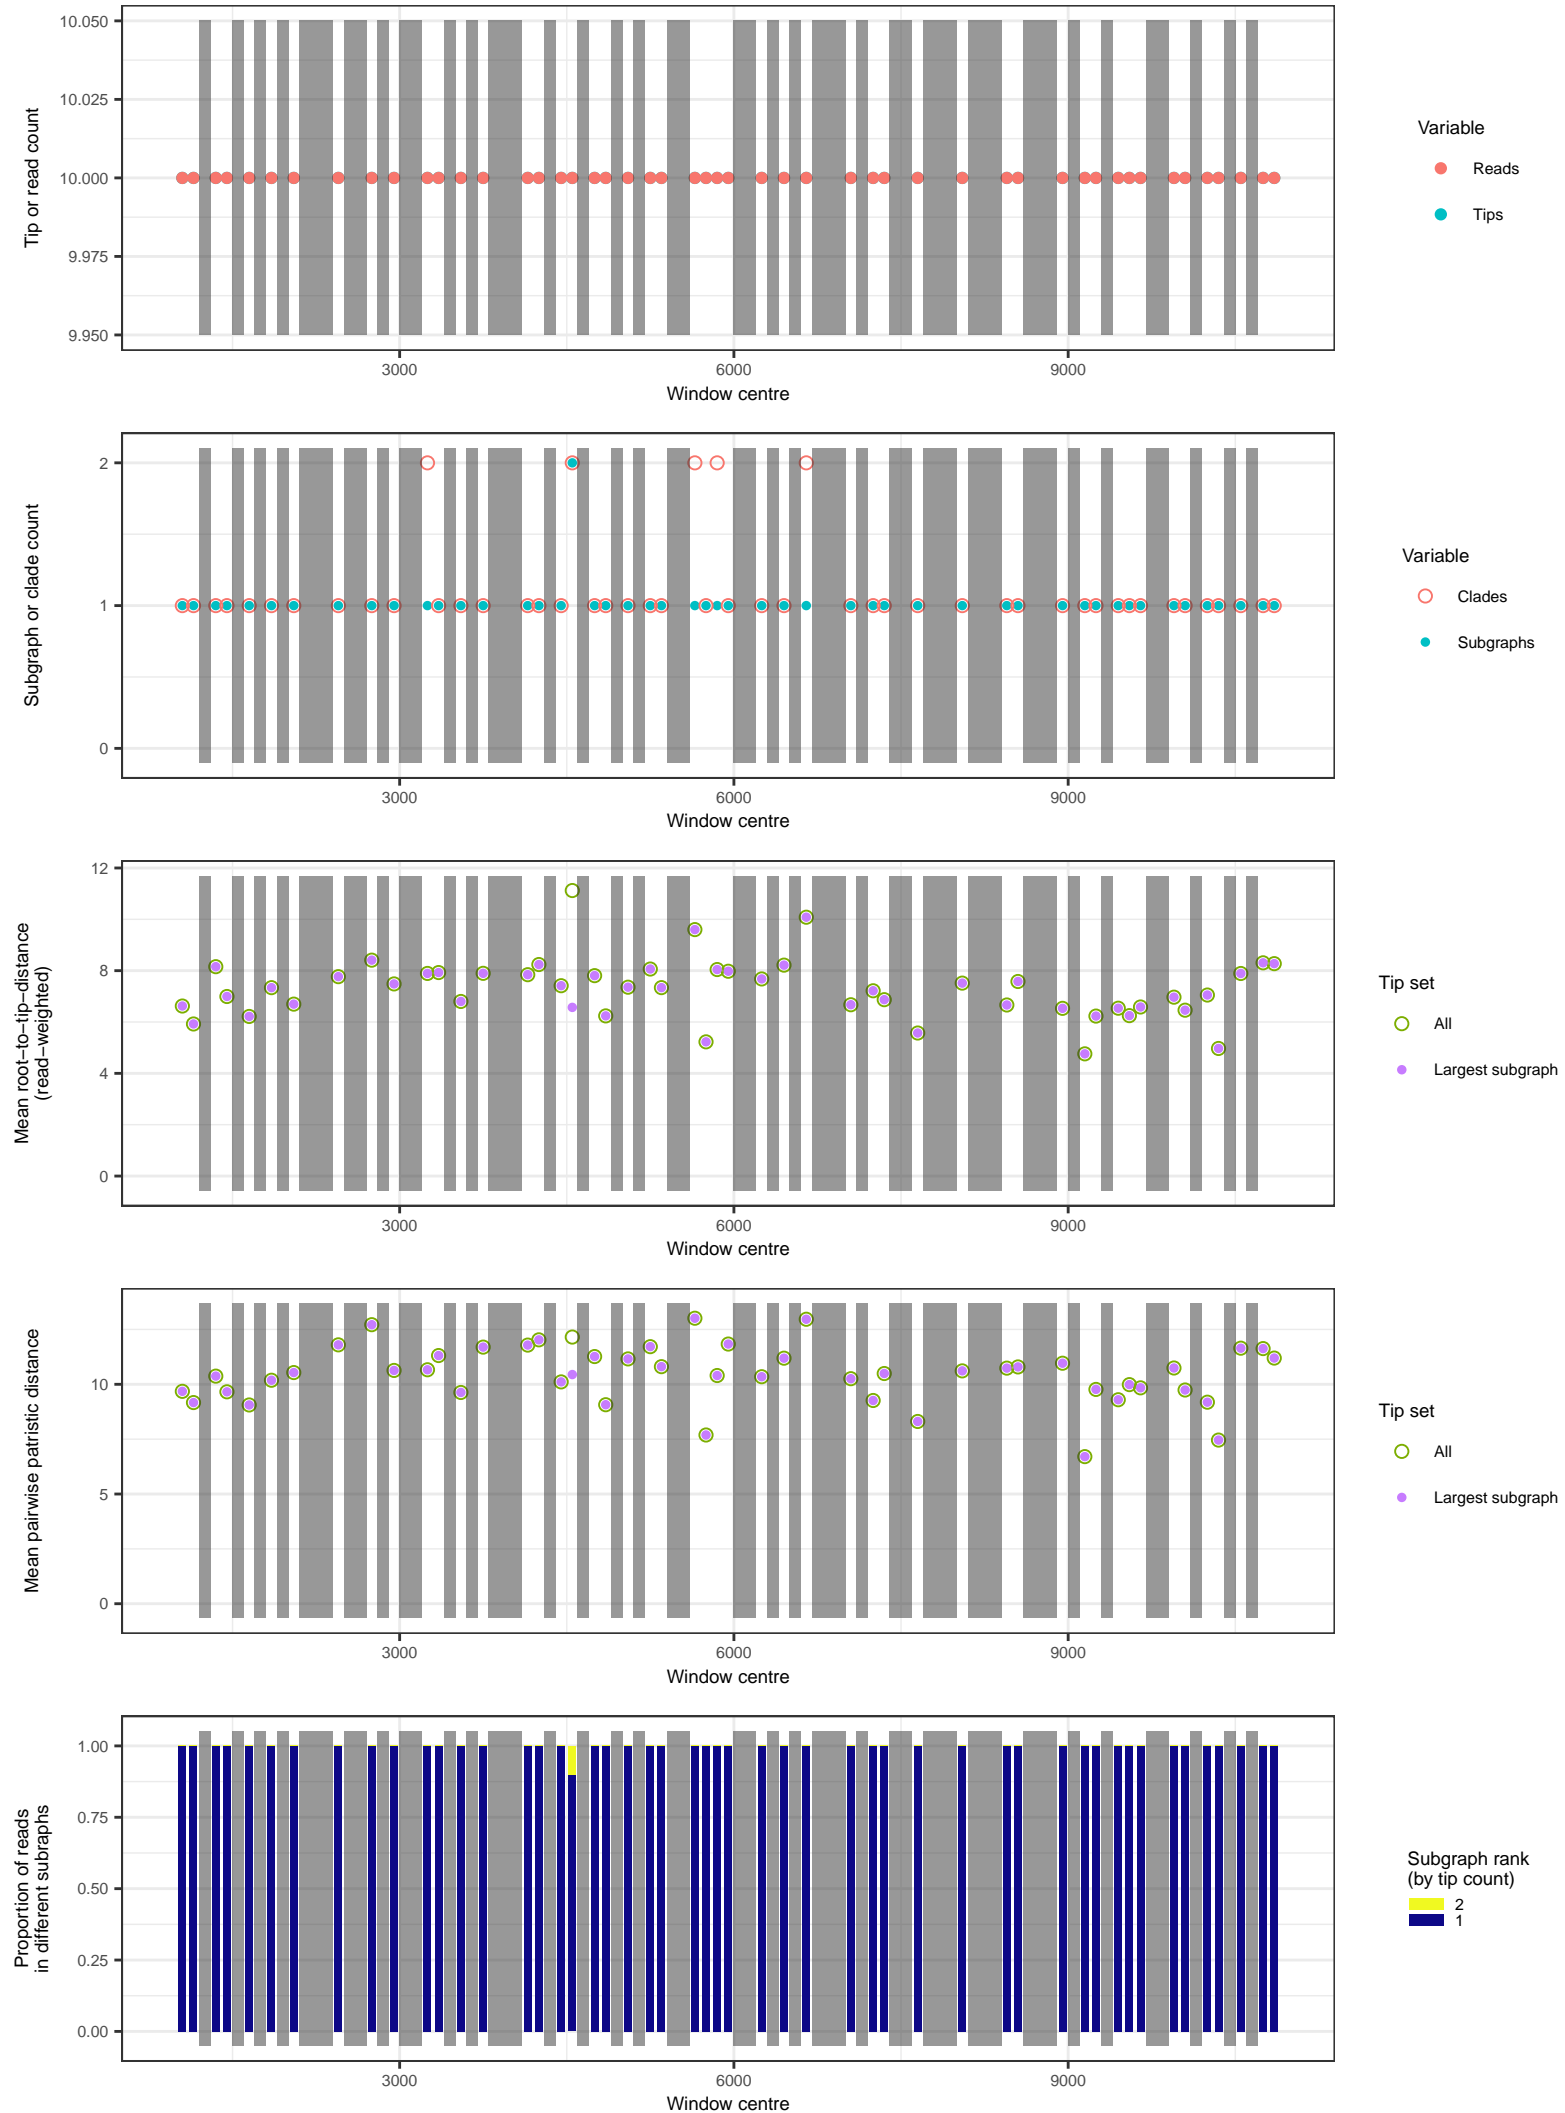 10.050
10.025
10.000
9.975
9.950
Tip or read count
3000
6000
9000
Window centre
Variable
Reads
Tips
2
1
0
Subgraph or clade count
3000
6000
9000
Window centre
Variable
Clades
Subgraphs
12
8
4
0
Mean root−to−tip−distance
(read−weighted)
3000
6000
9000
Window centre
Tip set
All
Largest subgraph
10
5
0
Mean pairwise patristic distance
3000
6000
9000
Window centre
Tip set
All
Largest subgraph
1.00
0.75
0.50
0.25
0.00
Proportion of reads
in different subraphs
3000
6000
9000
Window centre
Subgraph rank
(by tip count)
2
1